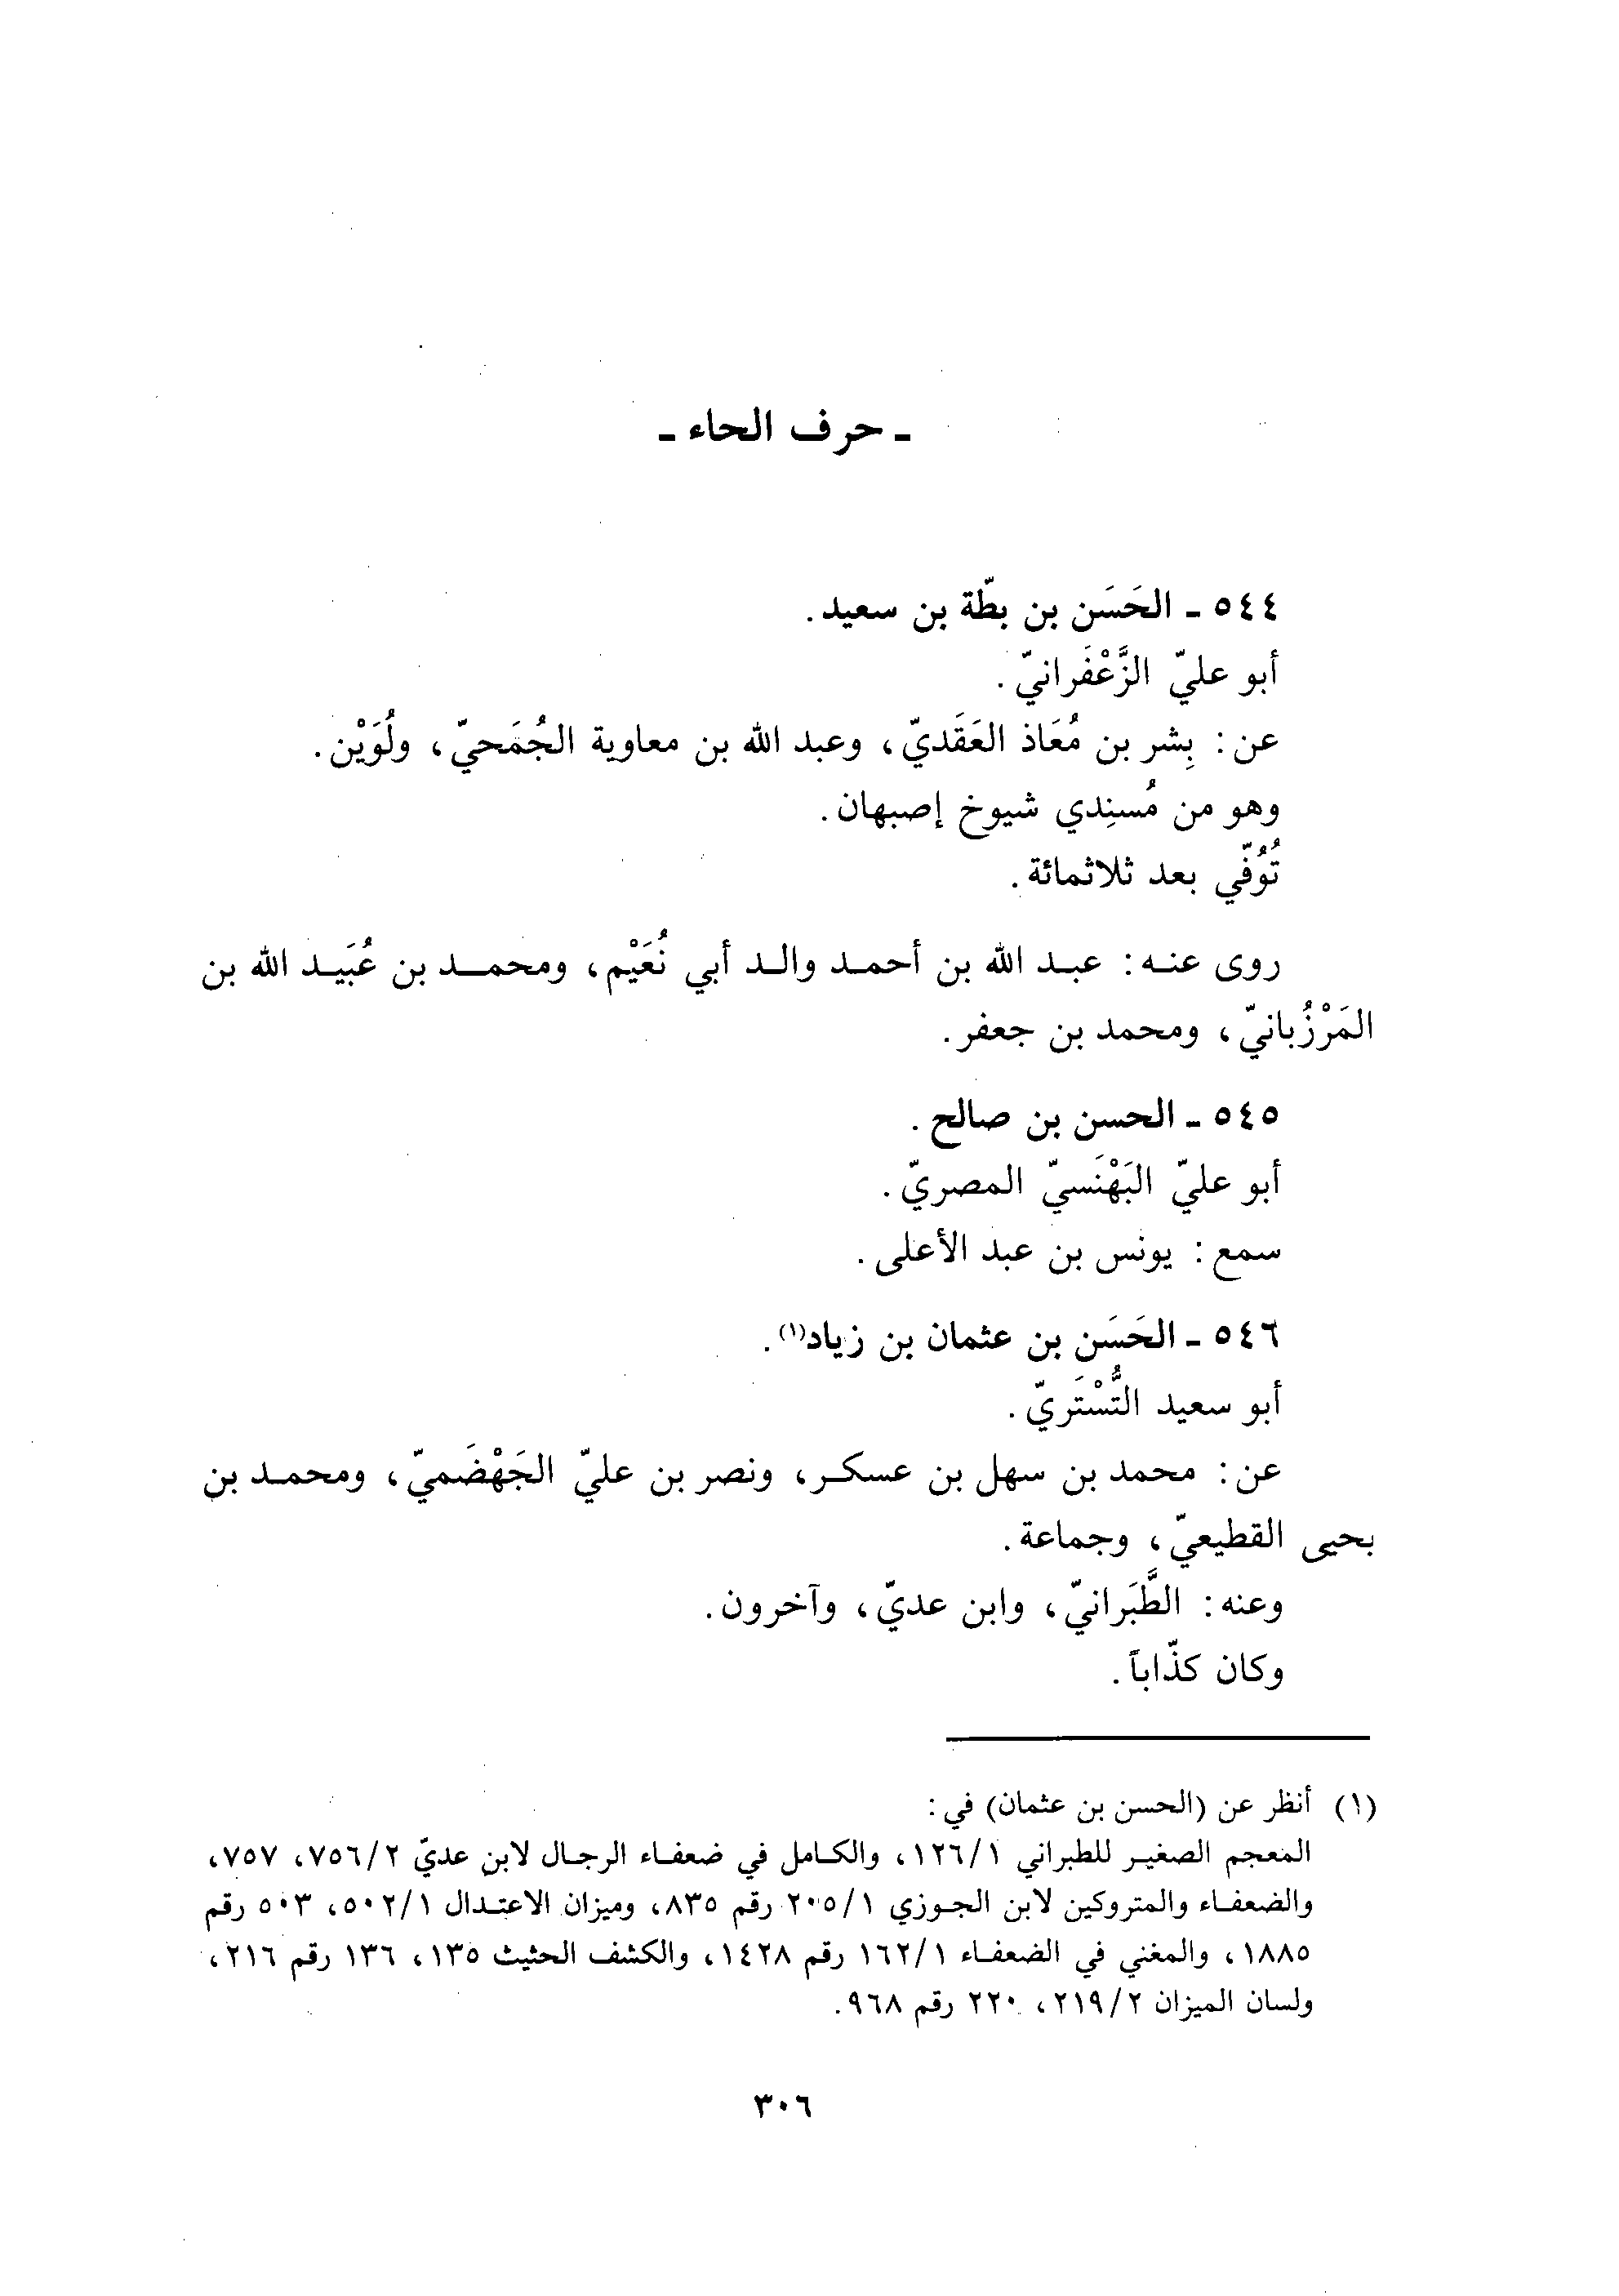 ـ حرف الحاء ـ
٥٤٤ ـ الحَسَن بن بطّة بن سعيد.
أبو عليّ الزَّعْفَرانيّ.
عن: بِشر بن مُعَاذ العَقَديّ، وعبد الله بن معاوية الجُمَحيّ، ولُوَيْن.
وهو من مُسنِدي شيوخ إصبهان.
تُوُفّي بعد ثلاثمائة.
روى عنه: عبد الله بن أحمد والد أبي نُعَيْم، ومحمد بن عُبَيد الله بن
المَرْزُبانيّ، ومحمد بن جعفر.
٥٤٥ ـ الحسن بن صالح.
أبو عليّ البَهْنَسيّ المصريّ.
سمع: يونس بن عبد الأعلى.
٥٤٦ ـ الحَسَن بن عثمان بن زياد(١).
أبو سعيد التُّسْتَريّ.
عن: محمد بن سهل بن عسكر، ونصر بن عليّ الجَهْضَميّ، ومحمد بن
بحيى القطيعيّ، وجماعة.
وعنه: الطَّبَرانيّ، وابن عديّ، وآخرون.
وكان كذّاباً.
(١) أنظر عن (الحسن بن عثمان) في:
المعجم الصغير للطبراني ١/١٢٦، والكامل في ضعفاء الرجال لابن عديّ ٢/٧٥٦، ٧٥٧،
والضعفاء والمتروكين لابن الجوزي ١/٢٠٥ رقم ٨٣٥، وميزان الاعتدال ١/٥٠٢، ٥٠٣ رقم
١٨٨٥، والمغني في الضعفاء ١/١٦٢ رقم ١٤٢٨، والكشف الحثيث ١٣٥، ١٣٦ رقم ٢١٦،
ولسان الميزان ٢/٢١٩، ٢٢٠ رقم ٩٦٨.
٣٠٦